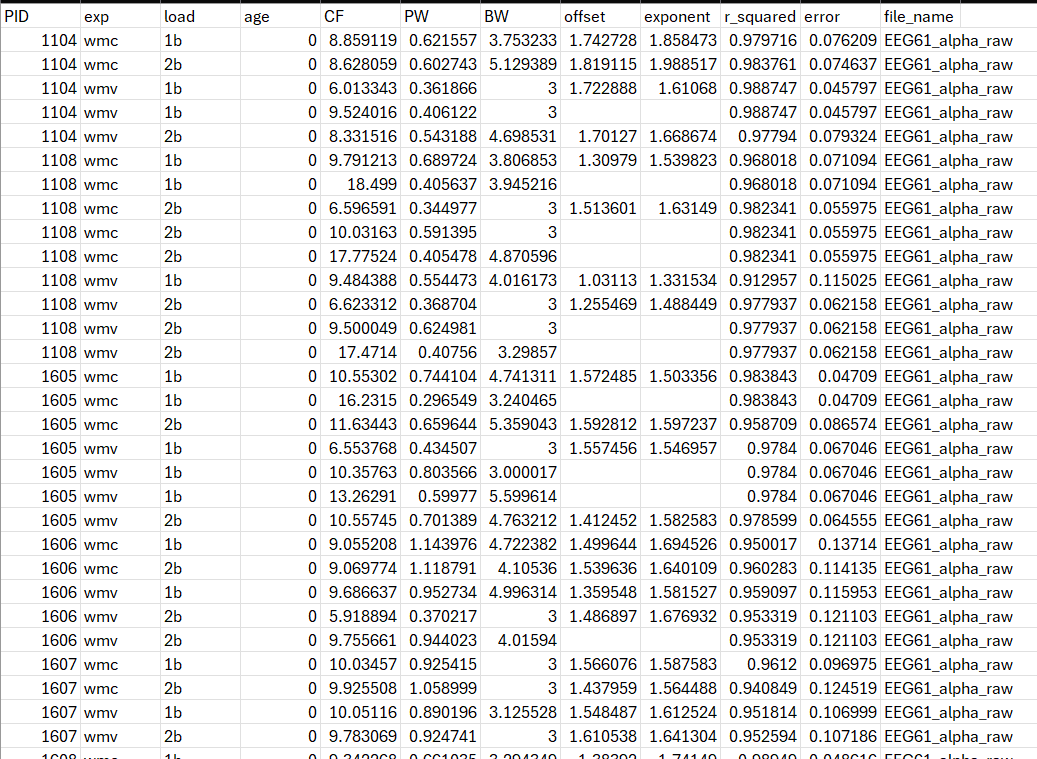 PID exp load age CF PW BW offset exponent r_squared error file_name
1104 wmc 1b 0 8.859119 0.621557 3.753233 1.742728 1.858473 0.979716 0.076209 EEG61_alpha_raw
1104 wmc 2b 0 8.628059 0.602743 5.129389 1.819115 1.988517 0.983761 0.074637 EEG61_alpha_raw
1104 wmv 1b 0 6.013343 0.361866 3 1.722888 1.61068 0.988747 0.045797 EEG61_alpha_raw
1104 wmv 1b 0 9.524016 0.406122 3 0.988747 0.045797 EEG61_alpha_raw
1104 wmv 2b 0 8.331516 0.543188 4.698531 1.70127 1.668674 0.97794 0.079324 EEG61_alpha_raw
1108 wmc 1b 0 9.791213 0.689724 3.806853 1.30979 1.539823 0.968018 0.071094 EEG61_alpha_raw
1108 wmc 1b 0 18.499 0.405637 3.945216 0.968018 0.071094 EEG61_alpha_raw
1108 wmc 2b 0 6.596591 0.344977 3 1.513601 1.63149 0.982341 0.055975 EEG61_alpha_raw
1108 wmc 2b 0 10.03163 0.591395 3 0.982341 0.055975 EEG61_alpha_raw
1108 wmc 2b 0 17.77524 0.405478 4.870596 0.982341 0.055975 EEG61_alpha_raw
1108 wmv 1b 0 9.484388 0.554473 4.016173 1.03113 1.331534 0.912957 0.115025 EEG61_alpha_raw
1108 wmv 2b 0 6.623312 0.368704 3 1.255469 1.488449 0.977937 0.062158 EEG61_alpha_raw
1108 wmv 2b 0 9.500049 0.624981 3 0.977937 0.062158 EEG61_alpha_raw
1108 wmv 2b 0 17.4714 0.40756 3.29857 0.977937 0.062158 EEG61_alpha_raw
1605 wmc 1b 0 10.55302 0.744104 4.741311 1.572485 1.503356 0.983843 0.04709 EEG61_alpha_raw
1605 wmc 1b 0 16.2315 0.296549 3.240465 0.983843 0.04709 EEG61_alpha_raw
1605 wmc 2b 0 11.63443 0.659644 5.359043 1.592812 1.597237 0.958709 0.086574 EEG61_alpha_raw
1605 wmv 1b 0 6.553768 0.434507 3 1.557456 1.546957 0.9784 0.067046 EEG61_alpha_raw
1605 wmv 1b 0 10.35763 0.803566 3.000017 0.9784 0.067046 EEG61_alpha_raw
1605 wmv 1b 0 13.26291 0.59977 5.599614 0.9784 0.067046 EEG61_alpha_raw
1605 wmv 2b 0 10.55745 0.701389 4.763212 1.412452 1.582583 0.978599 0.064555 EEG61_alpha_raw
1606 wmc 1b 0 9.055208 1.143976 4.722382 1.499644 1.694526 0.950017 0.13714 EEG61_alpha_raw
1606 wmc 2b 0 9.069774 1.118791 4.10536 1.539636 1.640109 0.960283 0.114135 EEG61_alpha_raw
1606 wmv 1b 0 9.686637 0.952734 4.996314 1.359548 1.581527 0.959097 0.115953 EEG61_alpha_raw
1606 wmv 2b 0 5.918894 0.370217 3 1.486897 1.676932 0.953319 0.121103 EEG61_alpha_raw
1606 wmv 2b 0 9.755661 0.944023 4.01594 0.953319 0.121103 EEG61_alpha_raw
1607 wmc 1b 0 10.03457 0.925415 3 1.566076 1.587583 0.9612 0.096975 EEG61_alpha_raw
1607 wmc 2b 0 9.925508 1.058999 3 1.437959 1.564488 0.940849 0.124519 EEG61_alpha_raw
1607 wmv 1b 0 10.05116 0.890196 3.125528 1.548487 1.612524 0.951814 0.106999 EEG61_alpha_raw
1607 wmv 2b 0 9.783069 0.924741 3 1.610538 1.641304 0.952594 0.107186 EEG61_alpha_raw